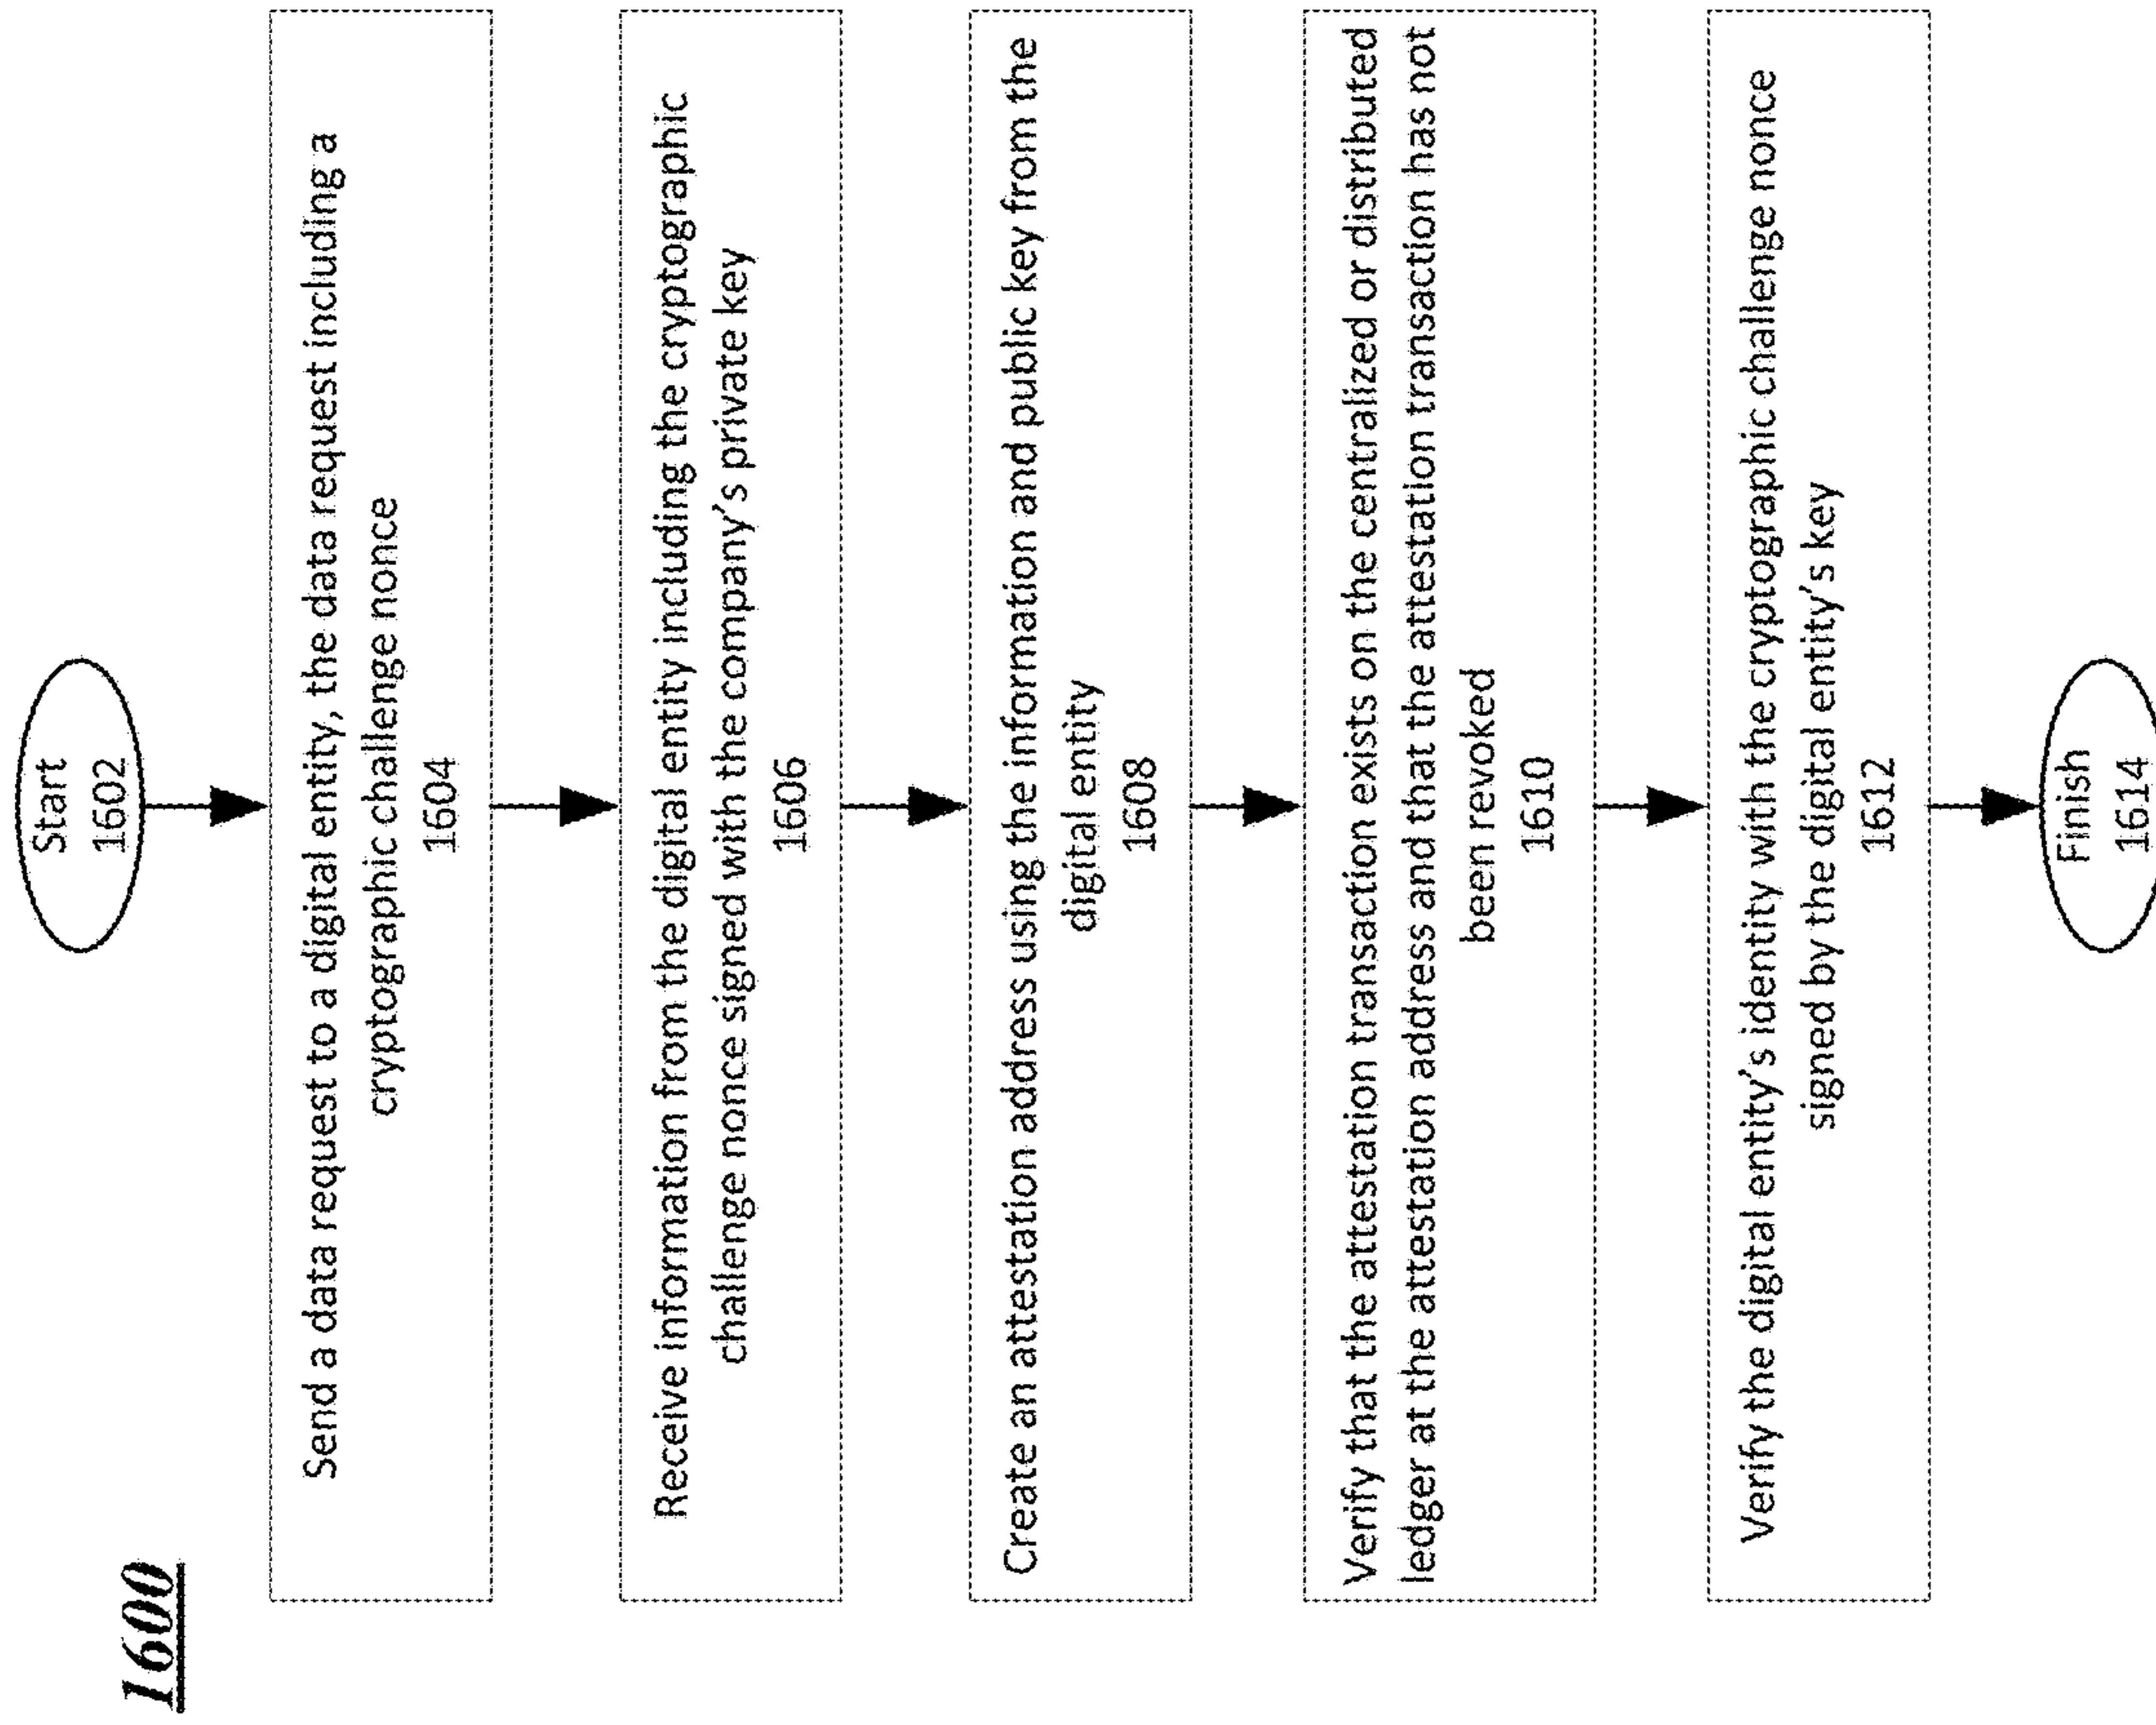 1600
Start
1602
Send a data request to a digital entity, the data request including a
cryptographic challenge nonce
1604
Receive information from the digital entity including the cryptographic
challenge nonce signed with the company's private key
1606
Create an attestation address using the information and public key from the
digital entity
1608
Verify that the attestation transaction exists on the centralized or distributed
ledger at the attestation address and that the attestation transaction has not
been revoked
1610
Verify the digital entity's identity with the cryptographic challenge nonce
signed by the digital entity's key
1612
Finish
1614